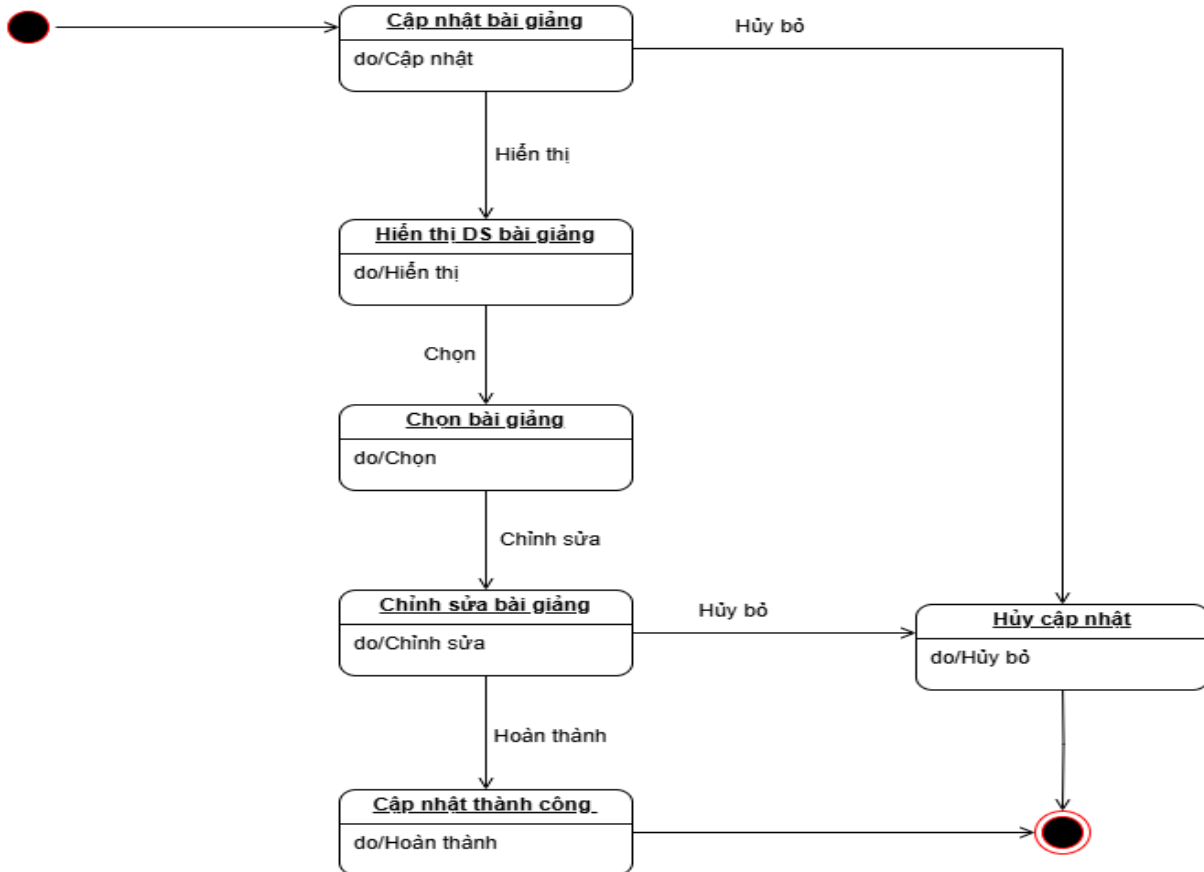 Cập nhật bài giảng
do/Cập nhật
Hủy bỏ
Hiển thị
Hiển thị DS bài giảng
do/Hiển thị
Chọn
Chọn bài giảng
do/Chọn
Chỉnh sửa
Chỉnh sửa bài giảng
do/Chỉnh sửa
Hủy bỏ
Hủy cập nhật
do/Hủy bỏ
Hoàn thành
Cập nhật thành công
do/Hoàn thành